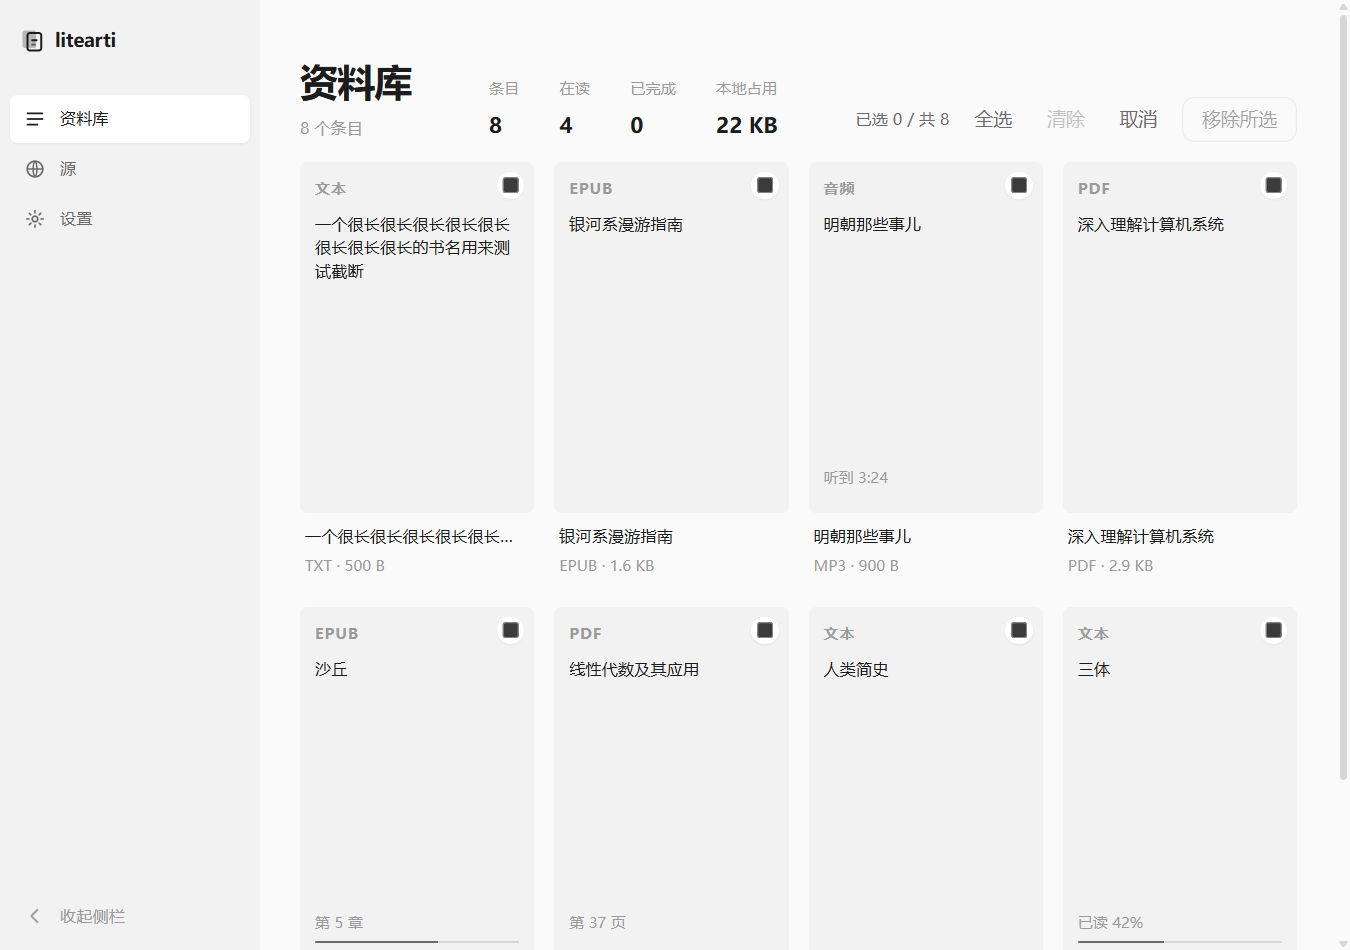 litearti
资料库
源
设置
收起侧栏
资料库
8 个条目
条目
8
在读
4
已完成
0
本地占用
22 KB
已选 0 / 共 8
全选
清除
取消
移除所选
文本
一个很长很长很长很长很长
很长很长很长的书名用来测
试截断
一个很长很长很长很长很长...
TXT · 500 B
EPUB
银河系漫游指南
银河系漫游指南
EPUB · 1.6 KB
音频
明朝那些事儿
听到 3:24
明朝那些事儿
MP3 · 900 B
PDF
深入理解计算机系统
深入理解计算机系统
PDF · 2.9 KB
EPUB
沙丘
第 5 章
PDF
线性代数及其应用
第 37 页
文本
人类简史
文本
三体
已读 42%